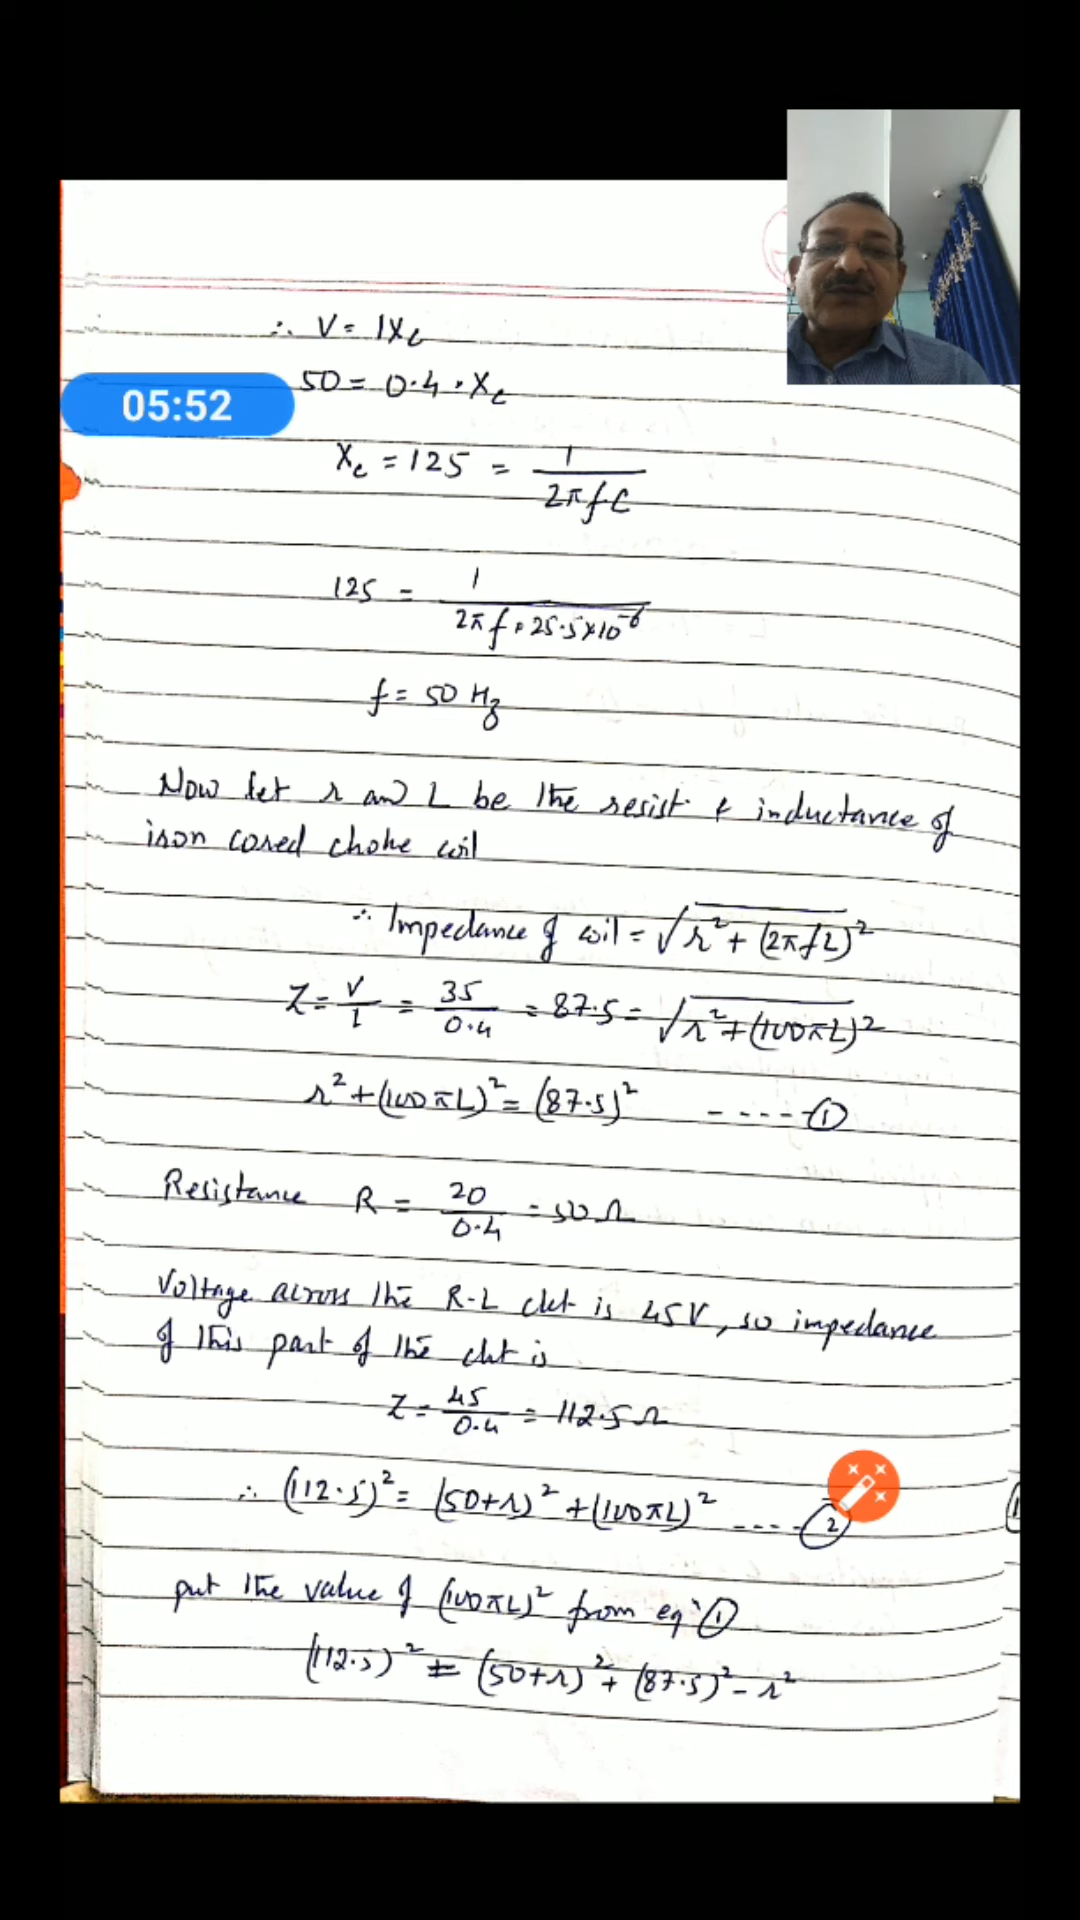 ∴ V = IXc
50 = 0.4 × Xc
05:52
Xc = 125 = 1/(2πfC)
125 = 1/(2πf × 25.5×10⁻⁶)
f = 50 Hz
Now let r and L be the resist. & inductance of
iron cored choke coil
∴ Impedance of coil = √(r² + (2πfL)²)
Z = V/I = 35/0.4 = 87.5 = √(r² + (100πL)²)
r² + (100πL)² = (87.5)² ----- ①
Resistance R = 20/0.4 = 50 Ω
Voltage across the R-L ckt is 45V, so impedance
of this part of the ckt is
Z = 45/0.4 = 112.5 Ω
∴ (112.5)² = (50+r)² + (100πL)² ---- ②
put the value of (100πL)² from eqⁿ ①
(112.5)² = (50+r)² + (87.5)² - r²